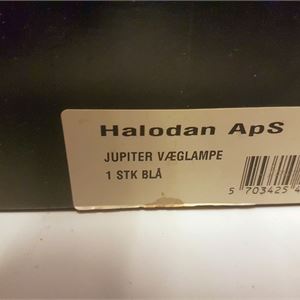 Halodan ApS
JUPITER VÆGLAMPE
1 STK BLÅ
5 703425 4